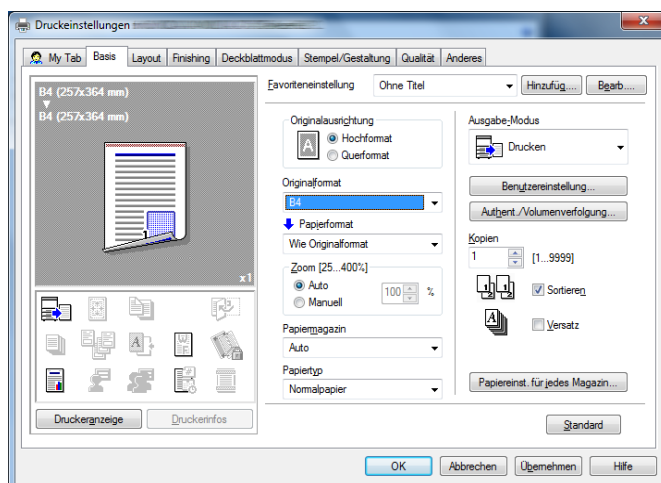 Druckeinstellungen
My Tab Basis Layout Finishing Deckblattmodus Stempel/Gestaltung Qualität Anderes
B4 (257x364 mm)
B4 (257x364 mm)
1
x1
Druckeranzeige Druckerinfos
Favoriteneinstellung Ohne Titel Hinzufüg.... Bearb....
Originalausrichtung
A
Hochformat
Querformat
Originalformat
B4
Papierformat
Wie Originalformat
Zoom [25...400%]
Auto
Manuell
100 %
Papiermagazin
Auto
Papiertyp
Normalpapier
Ausgabe-Modus
Drucken
Benutzereinstellung...
Authent./Volumenverfolgung...
Kopien
1 [1...9999]
Sortieren
Versatz
Papiereinst. für jedes Magazin...
Standard
OK Abbrechen Übernehmen Hilfe